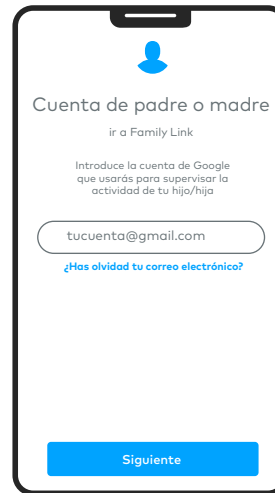 Cuenta de padre o madre
ir a Family Link
Introduce la cuenta de Google
que usarás para supervisar la
actividad de tu hijo/hija
tucuenta@gmail.com
¿Has olvidad tu correo electrónico?
Siguiente